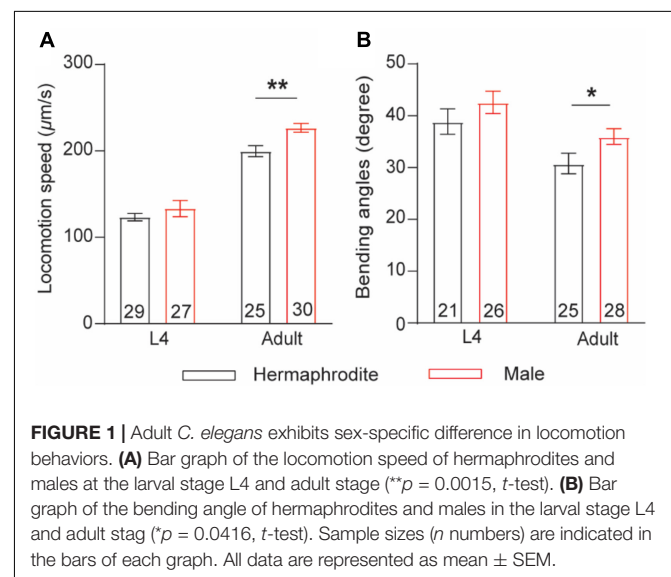 A
B
Locomotion speed (µm/s)
300
200
100
0
**
29
27
25
30
L4
Adult
Bending angles (degree)
50
40
30
20
10
0
*
21
26
25
28
L4
Adult
Hermaphrodite
Male
FIGURE 1 | Adult C. elegans exhibits sex-specific difference in locomotion
behaviors. (A) Bar graph of the locomotion speed of hermaphrodites and
males at the larval stage L4 and adult stage (**p = 0.0015, t-test). (B) Bar
graph of the bending angle of hermaphrodites and males in the larval stage L4
and adult stag (*p = 0.0416, t-test). Sample sizes (n numbers) are indicated in
the bars of each graph. All data are represented as mean ± SEM.